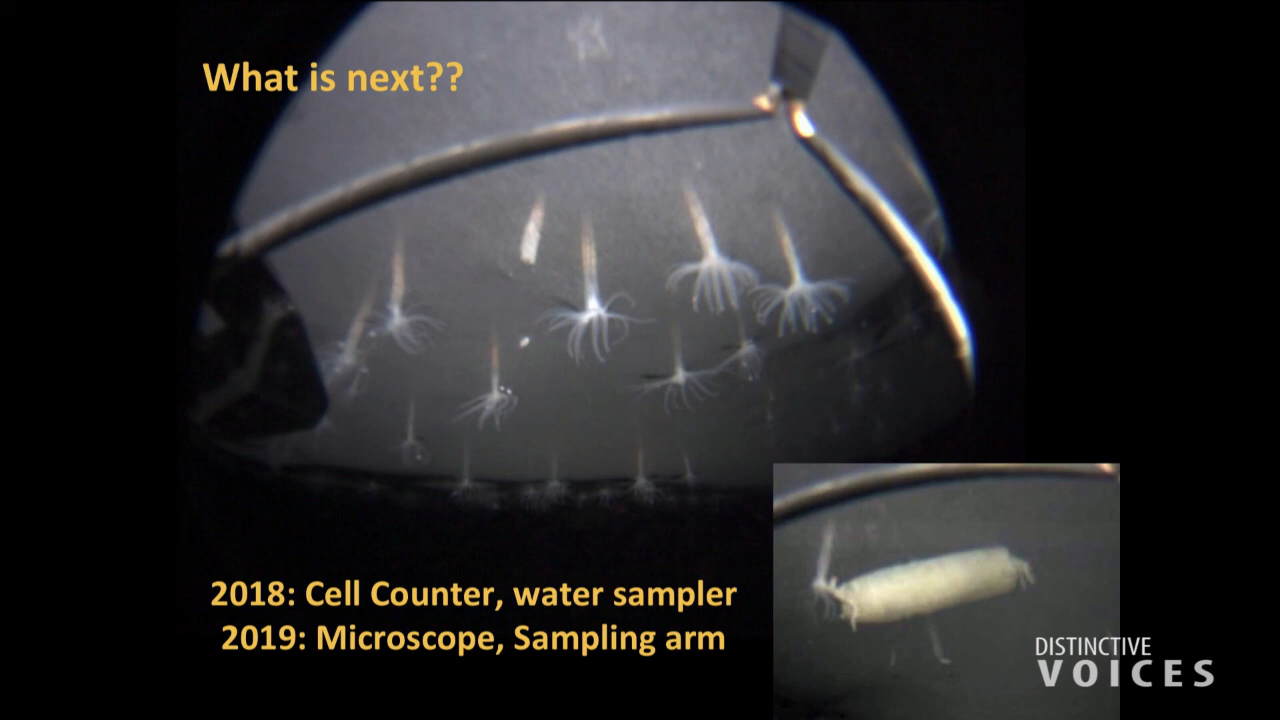 What is next??
2018: Cell Counter, water sampler
2019: Microscope, Sampling arm
DISTINCTIVE
VOICES